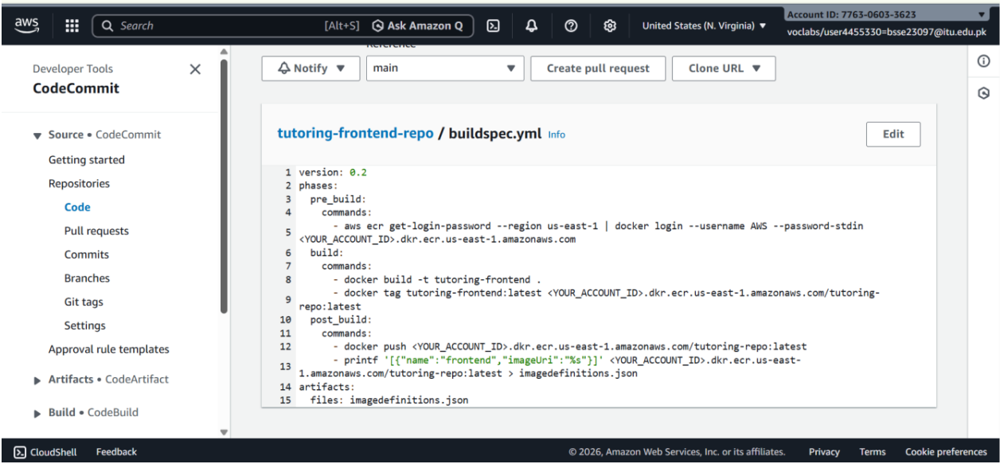 aws
Search [Alt+S] Ask Amazon Q United States (N. Virginia) ▼
Account ID: 7763-0603-3623 ▼
voclabs/user4455330=bsse23097@itu.edu.pk
Developer Tools
CodeCommit
Source • CodeCommit
Getting started
Repositories
Code
Pull requests
Commits
Branches
Git tags
Settings
Approval rule templates
Artifacts • CodeArtifact
Build • CodeBuild
Reference
Notify ▼ main ▼ Create pull request Clone URL ▼
tutoring-frontend-repo / buildspec.yml Info Edit
1 version: 0.2
2 phases:
3   pre_build:
4     commands:
5       - aws ecr get-login-password --region us-east-1 | docker login --username AWS --password-stdin
<YOUR_ACCOUNT_ID>.dkr.ecr.us-east-1.amazonaws.com
6   build:
7     commands:
8       - docker build -t tutoring-frontend .
9       - docker tag tutoring-frontend:latest <YOUR_ACCOUNT_ID>.dkr.ecr.us-east-1.amazonaws.com/tutoring-
repo:latest
10   post_build:
11     commands:
12       - docker push <YOUR_ACCOUNT_ID>.dkr.ecr.us-east-1.amazonaws.com/tutoring-repo:latest
13       - printf '[{"name":"frontend","imageUri":"%s"}]' <YOUR_ACCOUNT_ID>.dkr.ecr.us-east-
1.amazonaws.com/tutoring-repo:latest > imagedefinitions.json
14 artifacts:
15   files: imagedefinitions.json
CloudShell Feedback © 2026, Amazon Web Services, Inc. or its affiliates. Privacy Terms Cookie preferences